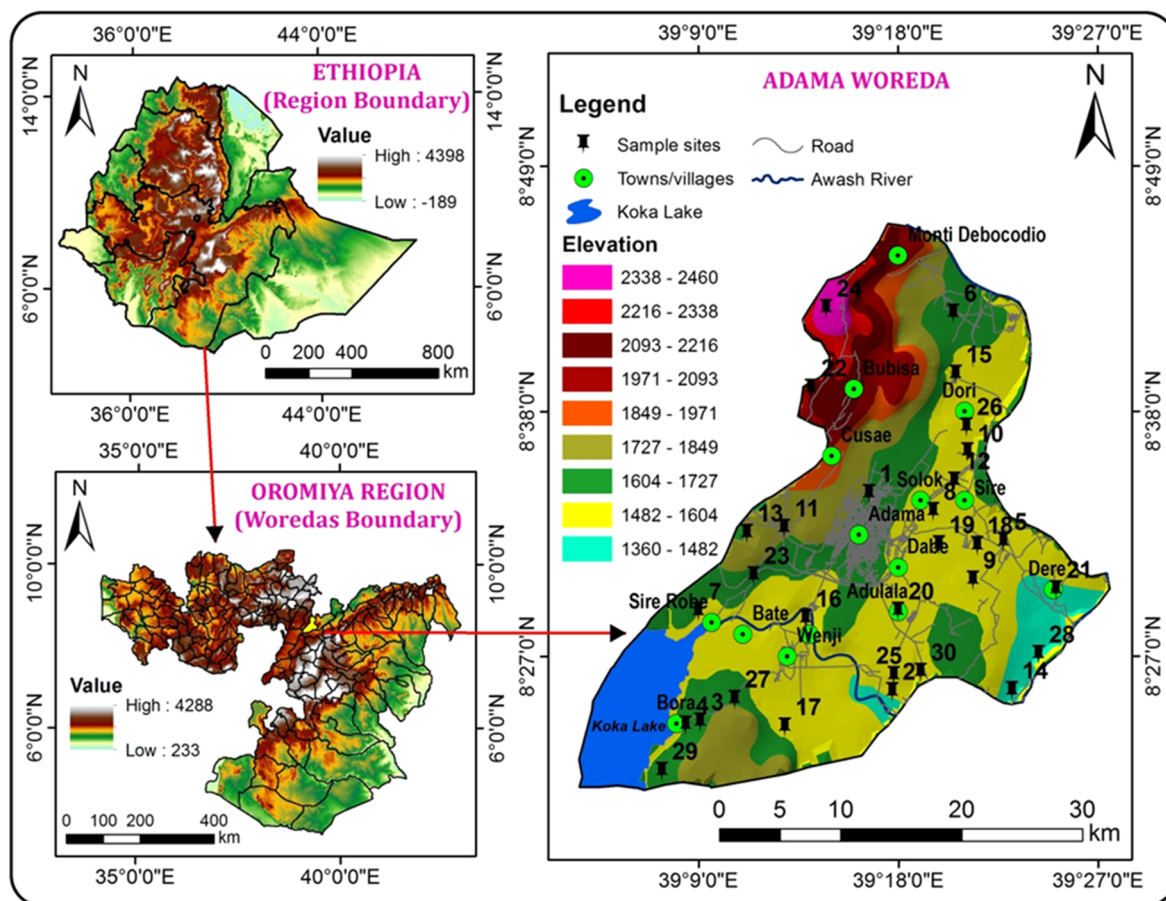 36°0'0"E 44°0'0"E
14°0'0"N
6°0'0"N
N
ETHIOPIA
(Region Boundary)
Value
High : 4398
Low : -189
14°0'0"N
6°0'0"N
0 200 400 800
km
36°0'0"E 44°0'0"E
35°0'0"E 40°0'0"E
N
OROMIYA REGION
(Woredas Boundary)
10°0'0"N
6°0'0"N
Value
High : 4288
Low : 233
10°0'0"N
6°0'0"N
0 100 200 400
km
35°0'0"E 40°0'0"E
39°9'0"E 39°18'0"E 39°27'0"E
ADAMA WOREDA
N
Legend
Sample sites Road
Towns/villages Awash River
Koka Lake
Elevation
2338 - 2460
2216 - 2338
2093 - 2216
1971 - 2093
1849 - 1971
1727 - 1849
1604 - 1727
1482 - 1604
1360 - 1482
8°49'0"N
8°38'0"N
8°27'0"N
8°49'0"N
8°38'0"N
8°27'0"N
Monti Debocodio
24
6
15
22
Bubisa
Dori
26
10
Cusae
12
1
Solok
8
Sire
13
11
Adama
19
18
5
Dabe
23
9
Dere
21
7
16
Adulala
20
Sire Robe
Bate
Wenji
28
25
30
2
14
27
Bora
4
3
17
Koka Lake
29
0 5 10 20 30
km
39°9'0"E 39°18'0"E 39°27'0"E